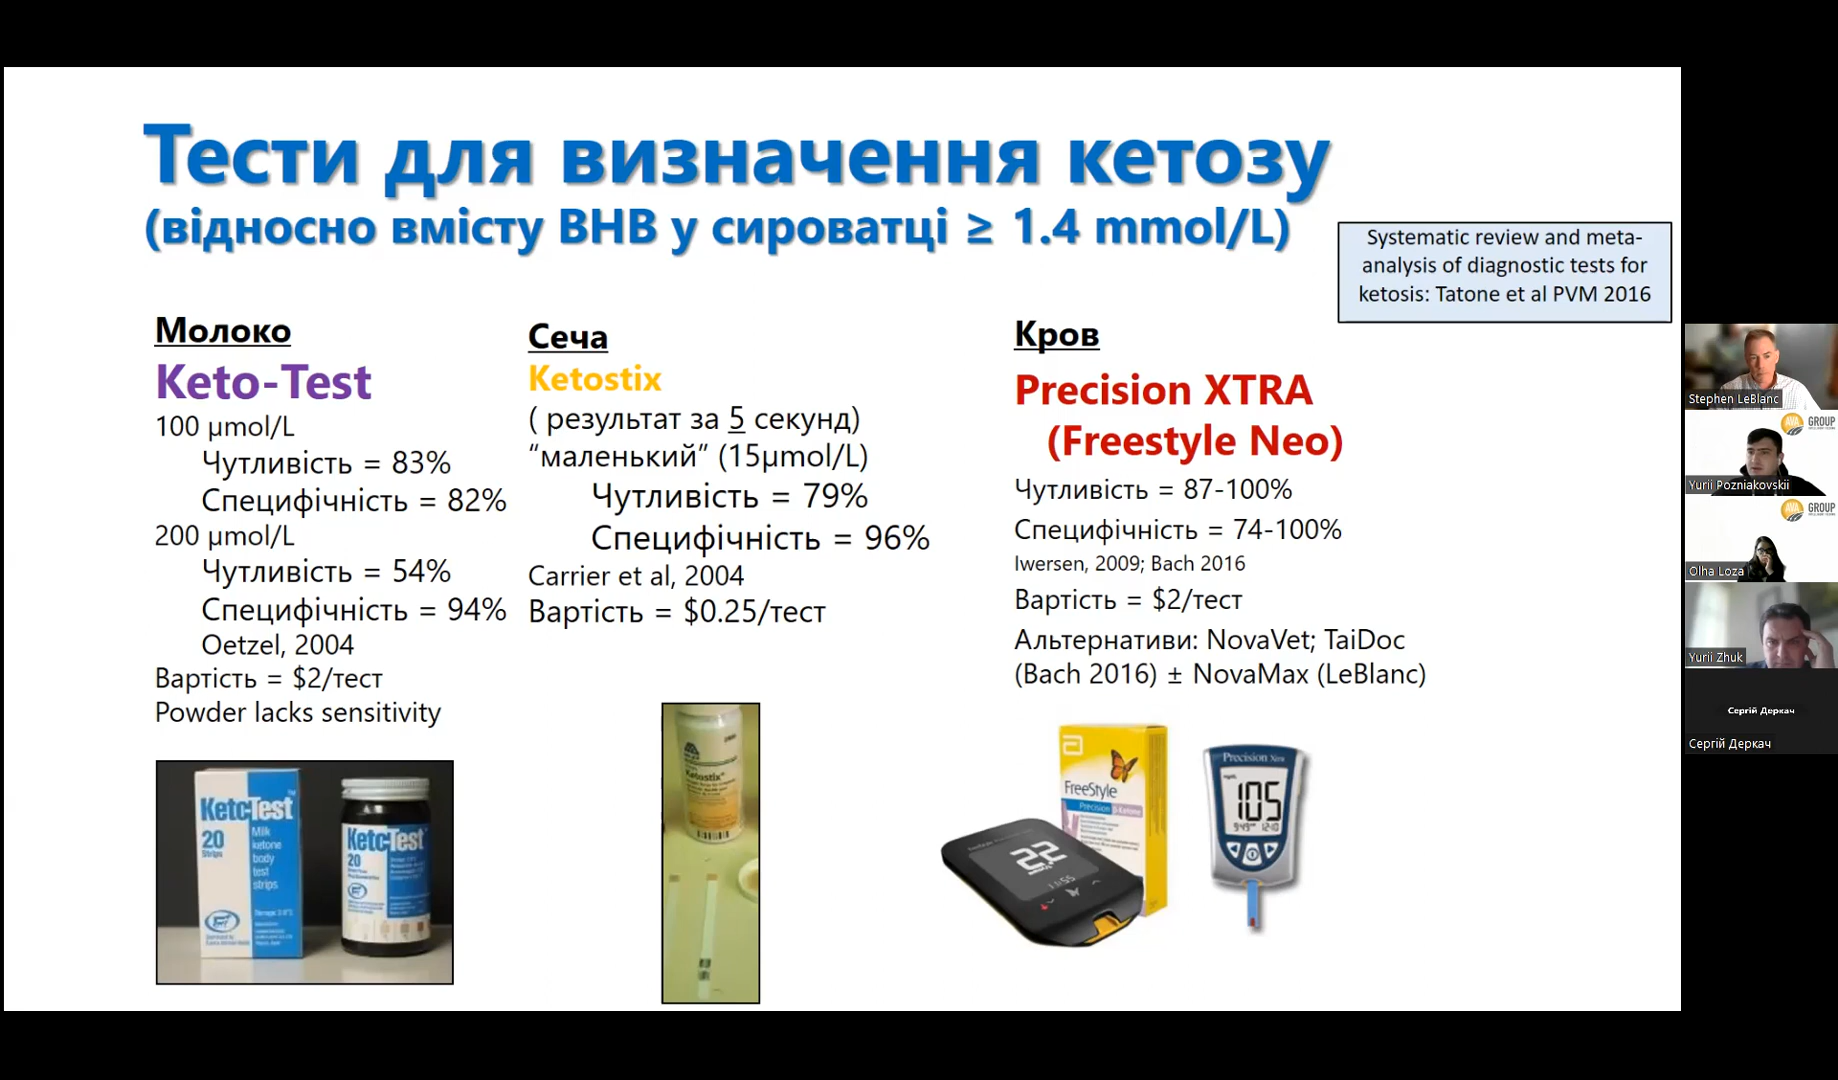 Тести для визначення кетозу
(відносно вмісту BHB у сироватці ≥ 1.4 mmol/L)
Systematic review and meta-
analysis of diagnostic tests for
ketosis: Tatone et al PVM 2016
Молоко
Keto-Test
100 µmol/L
Чутливість = 83%
Специфічність = 82%
200 µmol/L
Чутливість = 54%
Специфічність = 94%
Oetzel, 2004
Вартість = $2/тест
Powder lacks sensitivity
Сеча
Ketostix
( результат за 5 секунд)
“маленький” (15µmol/L)
Чутливість = 79%
Специфічність = 96%
Carrier et al, 2004
Вартість = $0.25/тест
Кров
Precision XTRA
(Freestyle Neo)
Чутливість = 87-100%
Специфічність = 74-100%
Iwersen, 2009; Bach 2016
Вартість = $2/тест
Альтернативи: NovaVet; TaiDoc
(Bach 2016) ± NovaMax (LeBlanc)
KetoTest
20
Strips
Milk
ketone
body
test
strips
KetoTest
20
Ketostix
FreeStyle
Precision
22
Precision Xtra
105
Stephen LeBlanc
AVA GROUP
Yurii Pozniakovskii
AVA GROUP
Olha Loza
Yurii Zhuk
Сергій Деркач
Сергій Деркач